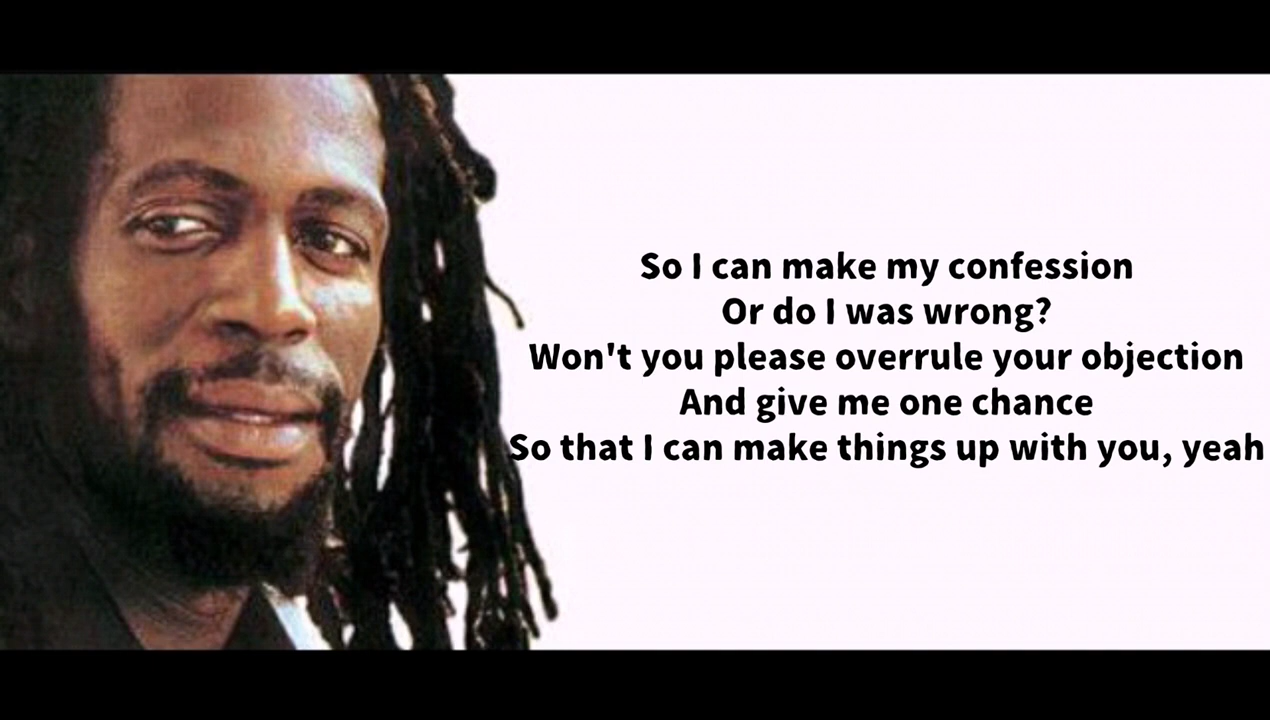 So I can make my confession
Or do I was wrong?
Won't you please overrule your objection
And give me one chance
So that I can make things up with you, yeah